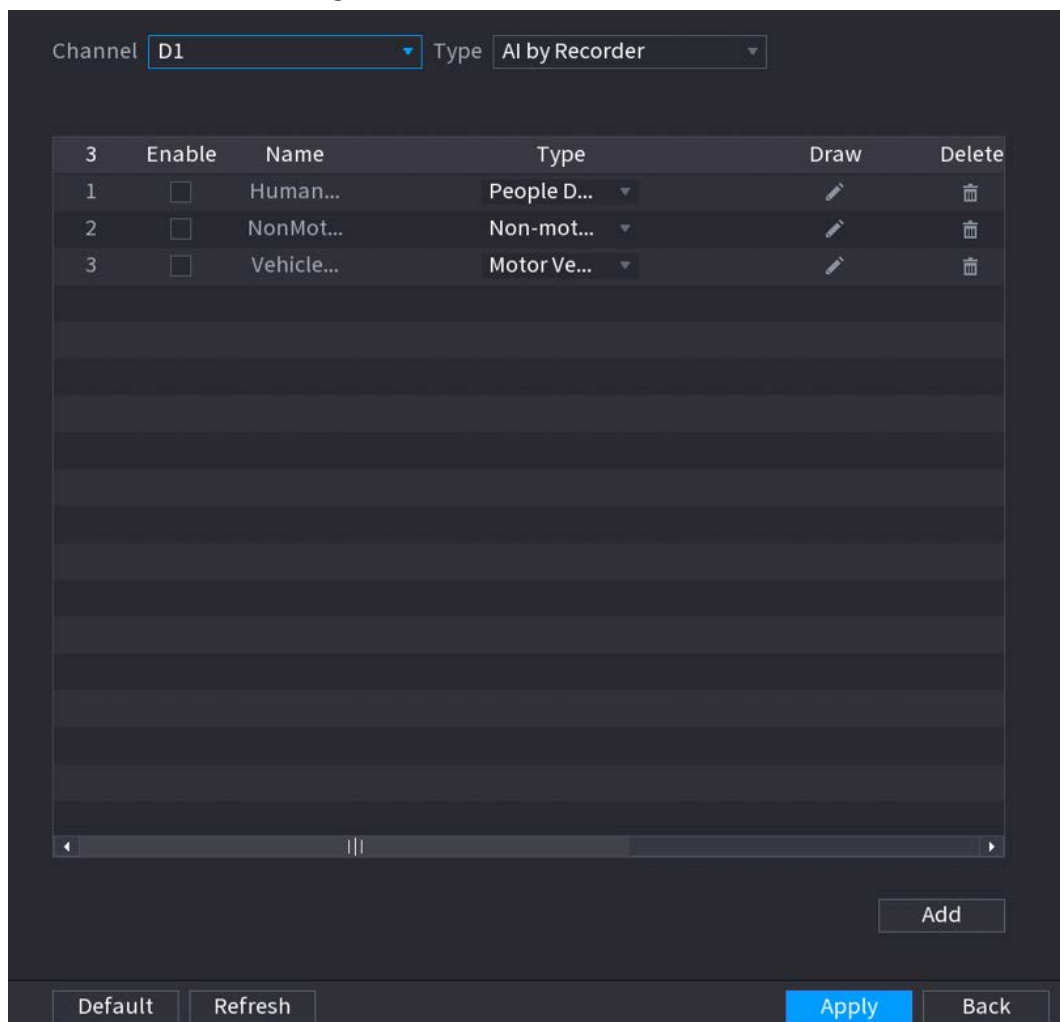 Channel D1 Type AI by Recorder
3 Enable Name Type Draw Delete
1 Human... People D...
2 NonMot... Non-mot...
3 Vehicle... Motor Ve...
Add
Default Refresh Apply Back